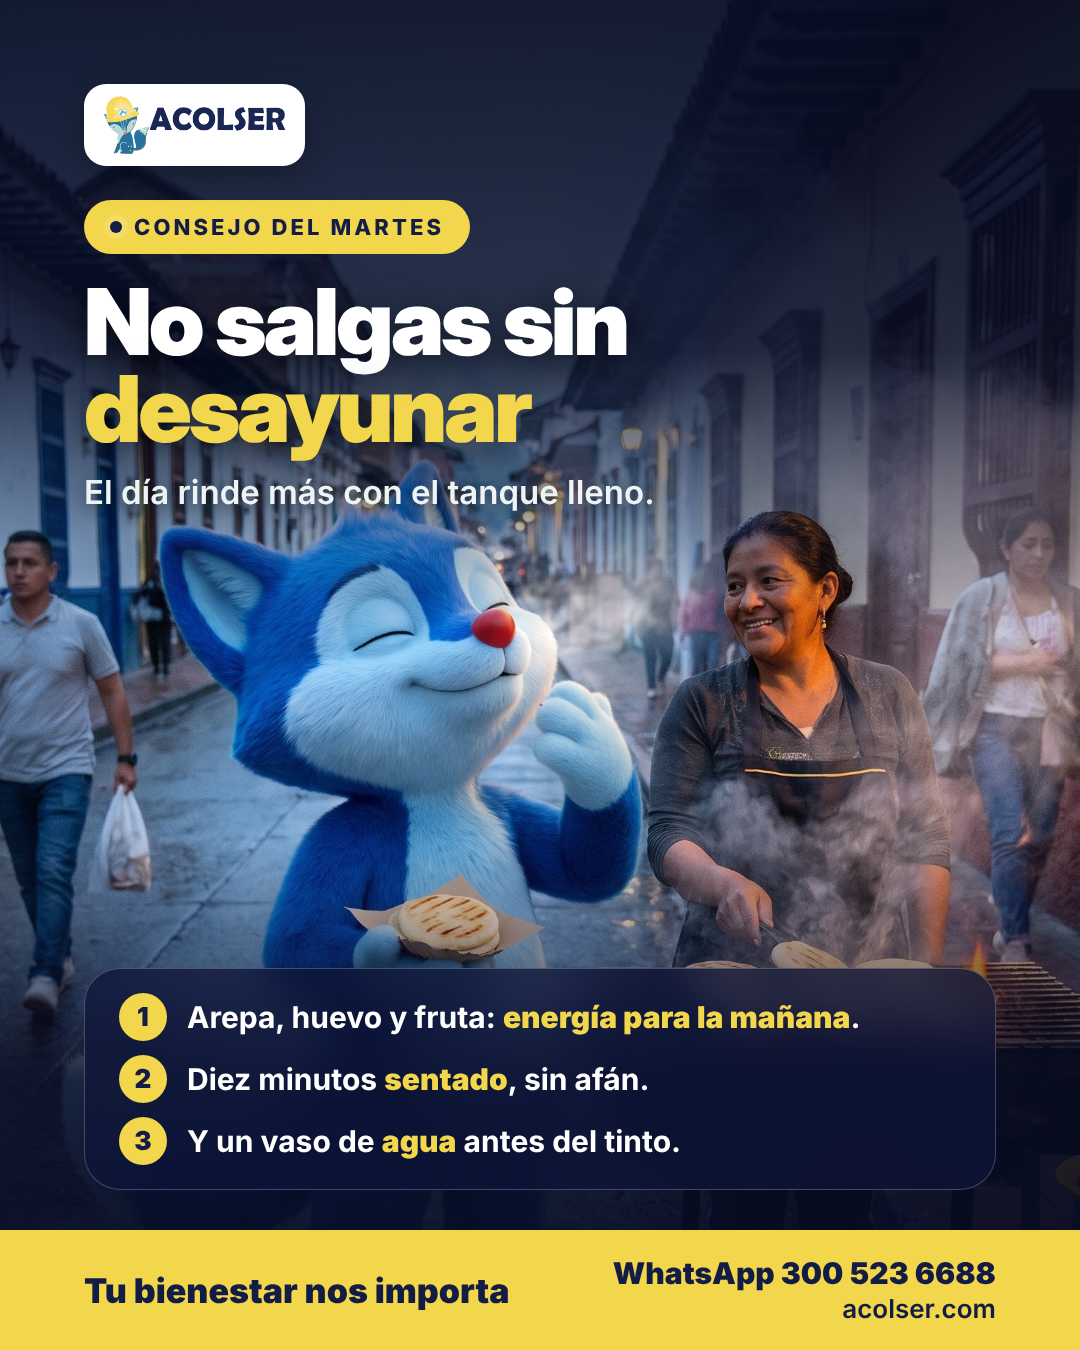 ACOLSER
CONSEJO DEL MARTES
No salgas sin
desayunar
El día rinde más con el tanque lleno.
1 Arepa, huevo y fruta: energía para la mañana.
2 Diez minutos sentado, sin afán.
3 Y un vaso de agua antes del tinto.
Tu bienestar nos importa
WhatsApp 300 523 6688
acolser.com